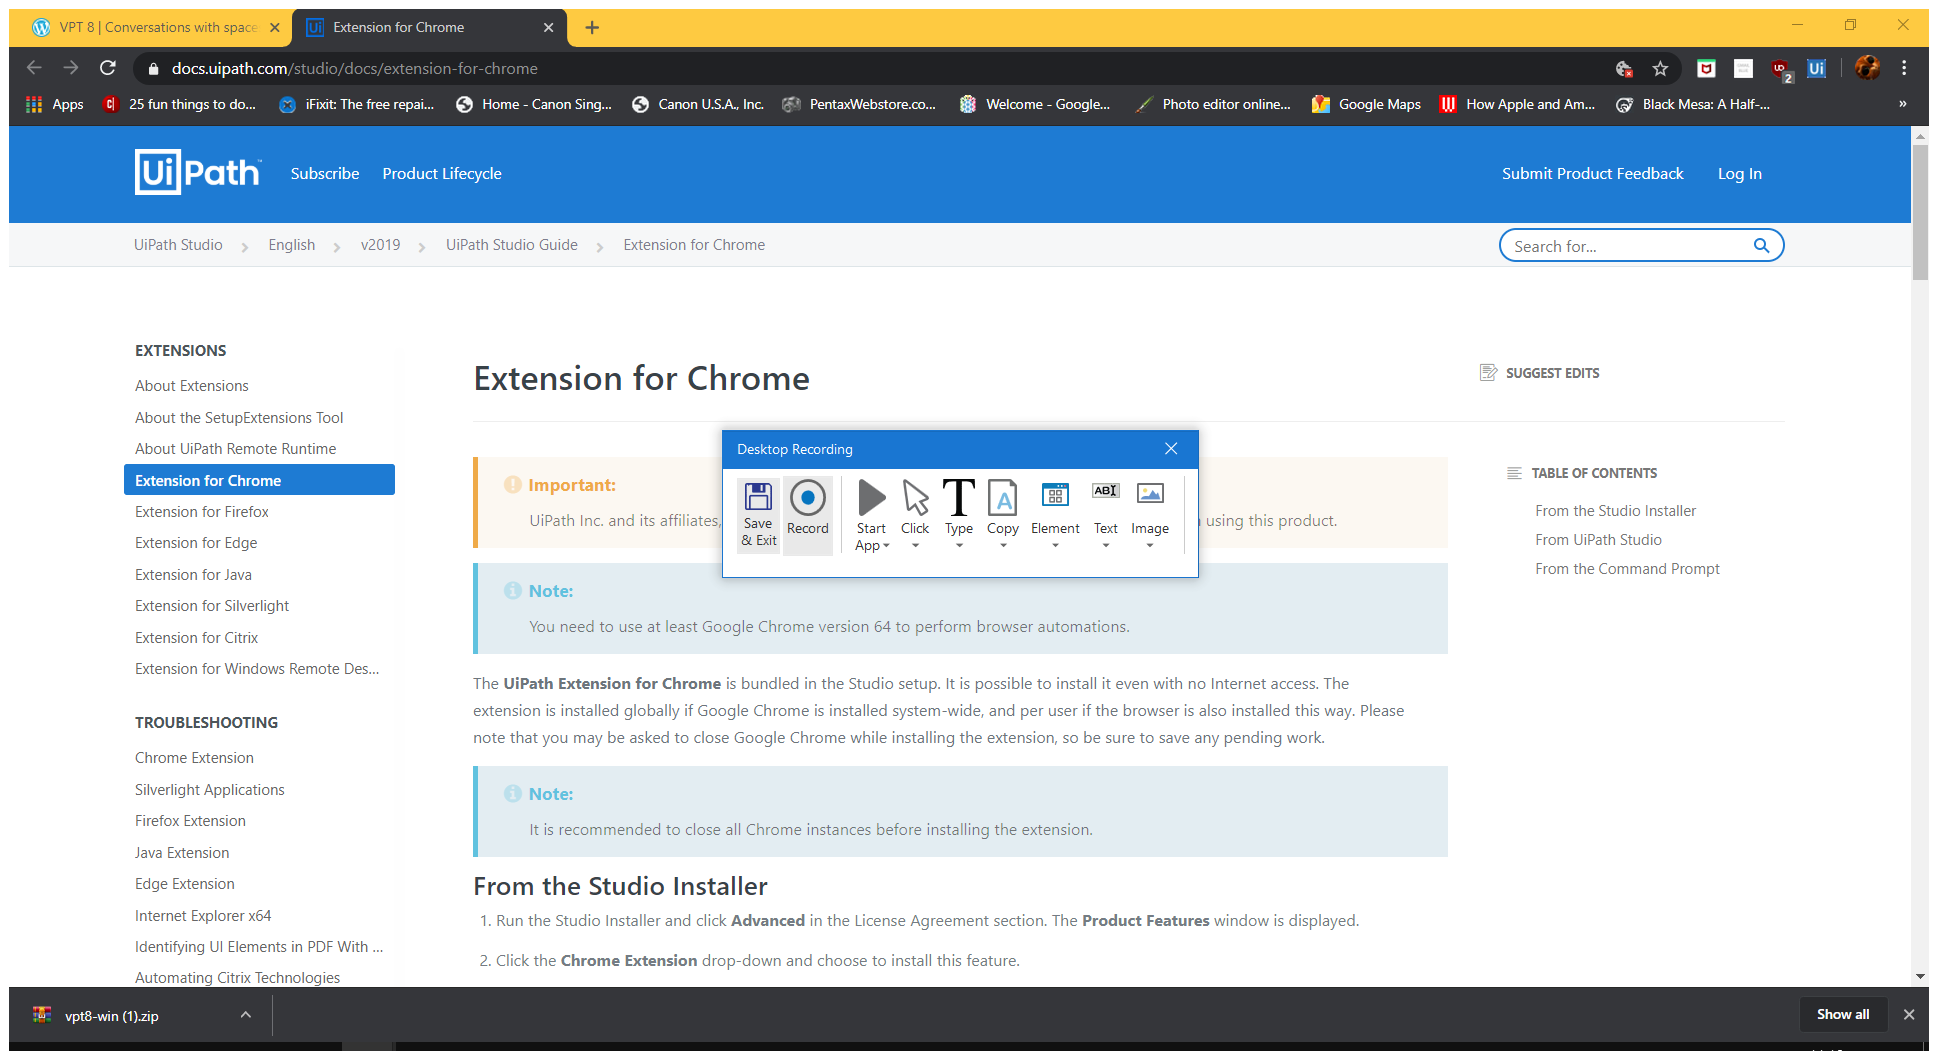 VPT 8 | Conversations with space
Extension for Chrome
docs.uipath.com/studio/docs/extension-for-chrome
2
Ui
Apps
25 fun things to do...
iFixit: The free repai...
Home - Canon Sing...
Canon U.S.A., Inc.
PentaxWebstore.co...
Welcome - Google...
Photo editor online...
Google Maps
How Apple and Am...
Black Mesa: A Half-...
»
UiPath™
Subscribe
Product Lifecycle
Submit Product Feedback
Log In
UiPath Studio
English
v2019
UiPath Studio Guide
Extension for Chrome
Search for...
EXTENSIONS
About Extensions
About the SetupExtensions Tool
About UiPath Remote Runtime
Extension for Chrome
Extension for Firefox
Extension for Edge
Extension for Java
Extension for Silverlight
Extension for Citrix
Extension for Windows Remote Des...
TROUBLESHOOTING
Chrome Extension
Silverlight Applications
Firefox Extension
Java Extension
Edge Extension
Internet Explorer x64
Identifying UI Elements in PDF With ...
Automating Citrix Technologies
Extension for Chrome
Important:
UiPath Inc. and its affiliates,
using this product.
Desktop Recording
Save & Exit
Record
Start App
Click
Type
Copy
Element
Text
Image
Note:
You need to use at least Google Chrome version 64 to perform browser automations.
The UiPath Extension for Chrome is bundled in the Studio setup. It is possible to install it even with no Internet access. The
extension is installed globally if Google Chrome is installed system-wide, and per user if the browser is also installed this way. Please
note that you may be asked to close Google Chrome while installing the extension, so be sure to save any pending work.
Note:
It is recommended to close all Chrome instances before installing the extension.
From the Studio Installer
1. Run the Studio Installer and click Advanced in the License Agreement section. The Product Features window is displayed.
2. Click the Chrome Extension drop-down and choose to install this feature.
SUGGEST EDITS
TABLE OF CONTENTS
From the Studio Installer
From UiPath Studio
From the Command Prompt
vpt8-win (1).zip
Show all